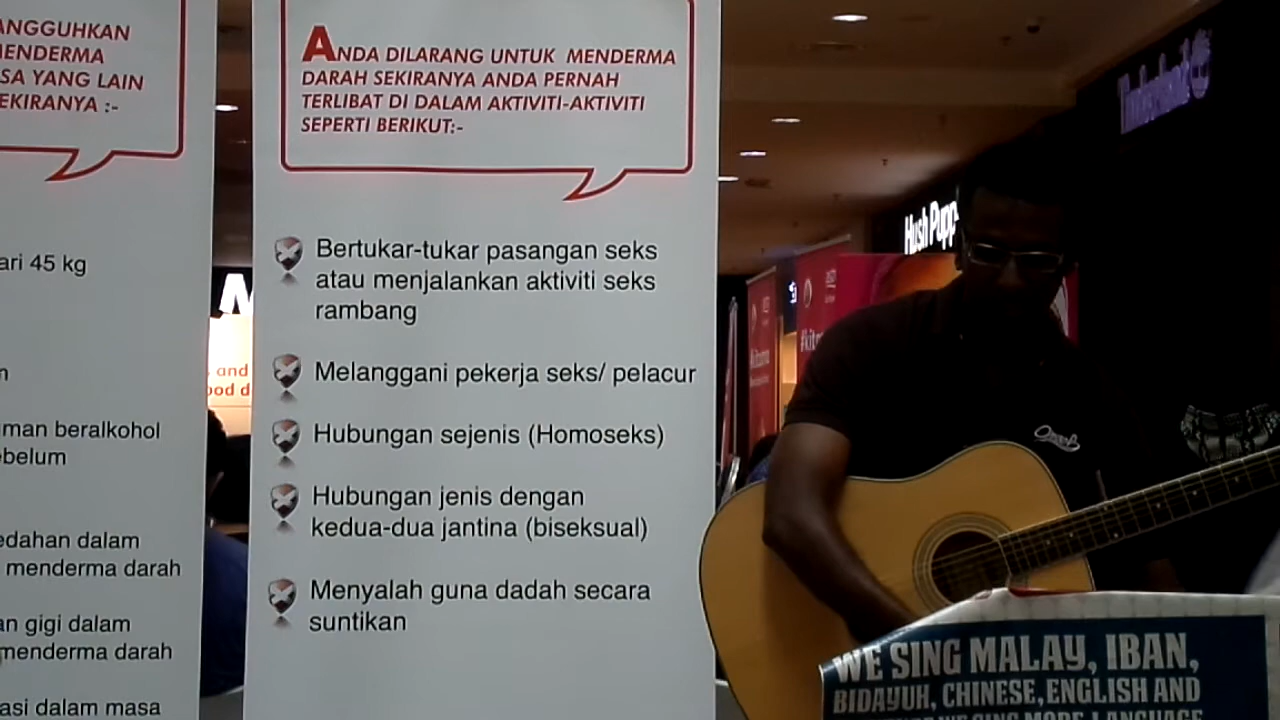 ANGGUHKAN
MENDERMA
SA YANG LAIN
EKIRANYA :-
ari 45 kg
man beralkohol
ebelum
edahan dalam
menderma darah
an gigi dalam
menderma darah
asi dalam masa
ANDA DILARANG UNTUK MENDERMA
DARAH SEKIRANYA ANDA PERNAH
TERLIBAT DI DALAM AKTIVITI-AKTIVITI
SEPERTI BERIKUT:-
Bertukar-tukar pasangan seks
atau menjalankan aktiviti seks
rambang
Melanggani pekerja seks/ pelacur
Hubungan sejenis (Homoseks)
Hubungan jenis dengan
kedua-dua jantina (biseksual)
Menyalah guna dadah secara
suntikan
and
ood d
Timberland
Hush Pupp
WE SING MALAY, IBAN,
BIDAYUH, CHINESE, ENGLISH AND